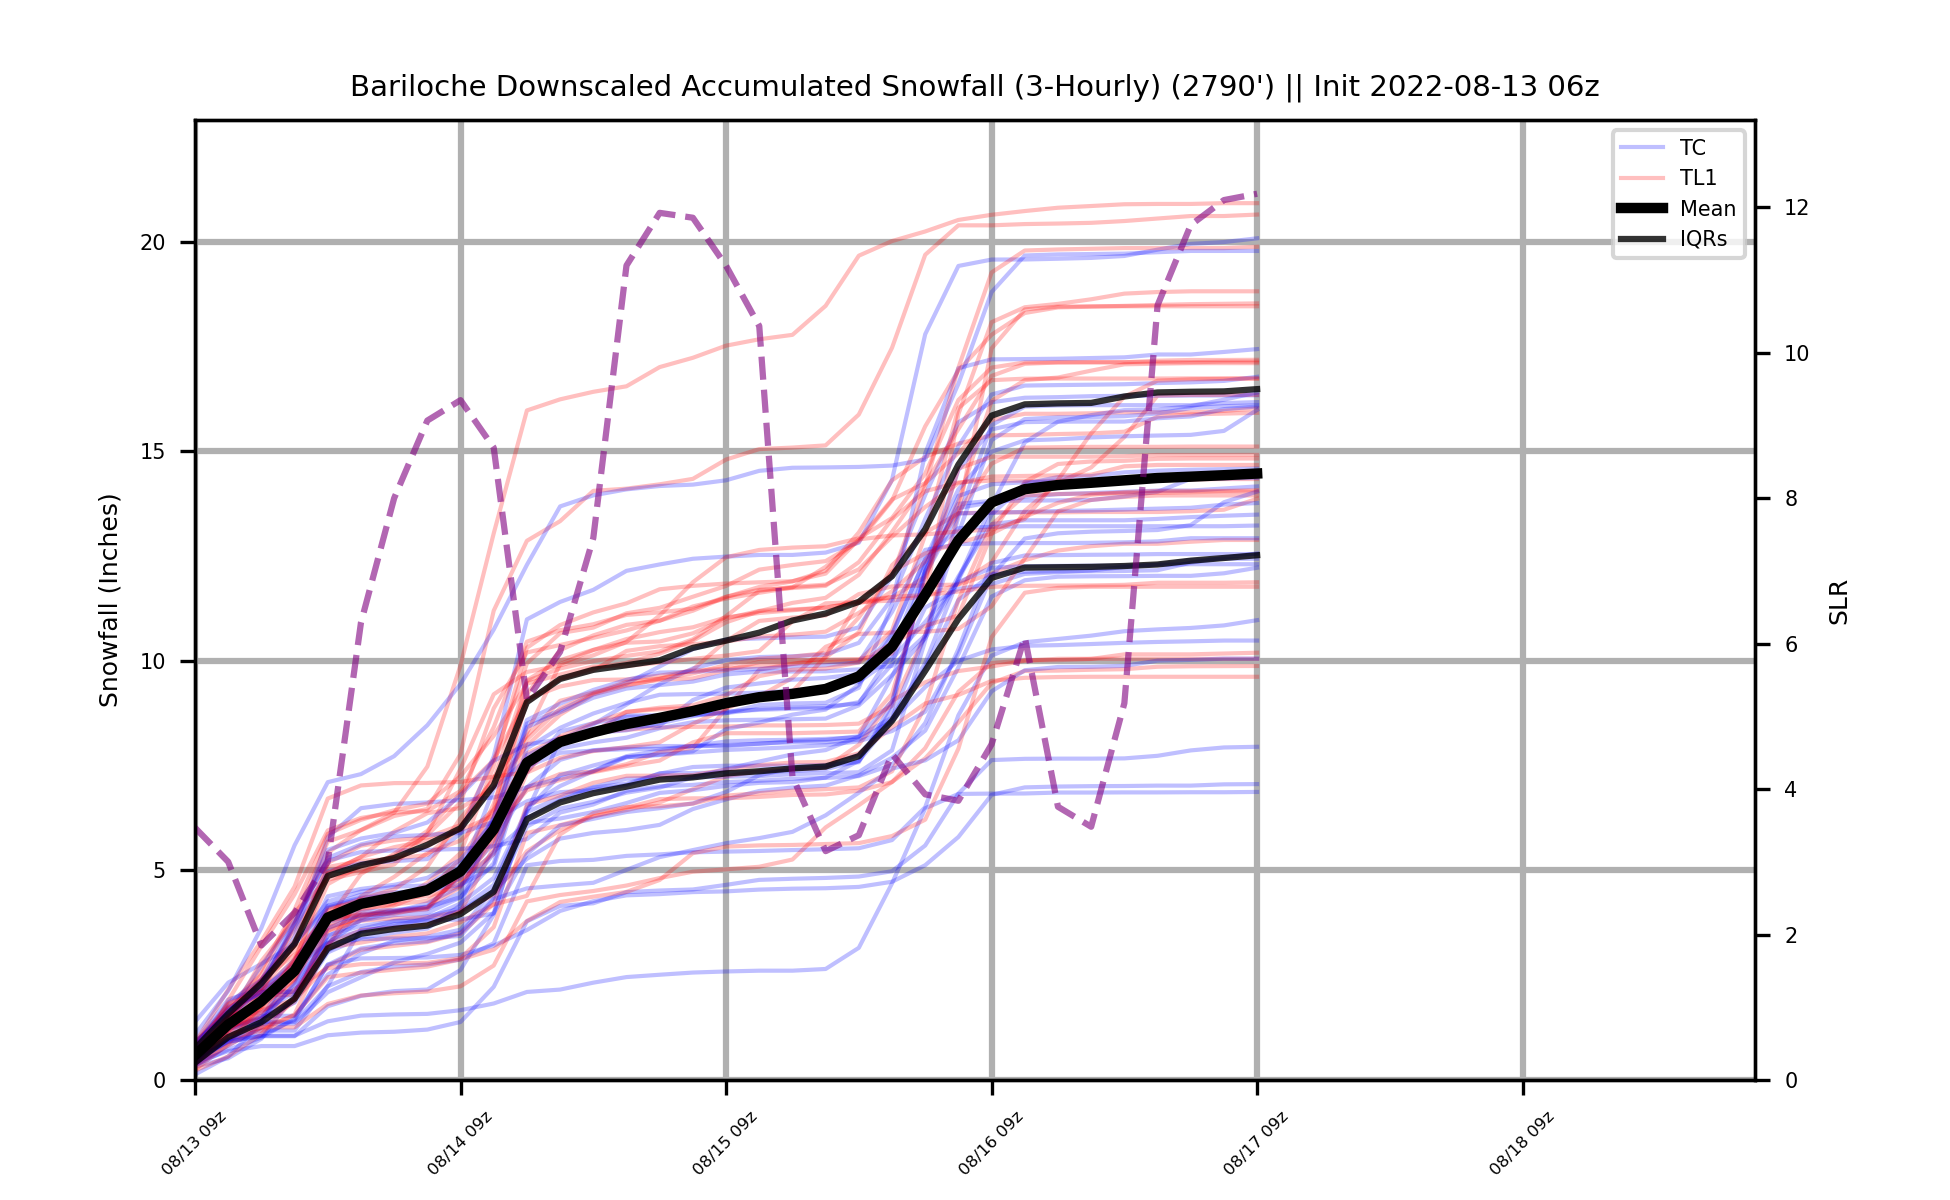 Bariloche Downscaled Accumulated Snowfall (3-Hourly) (2790') || Init 2022-08-13 06z
TC
TL1
Mean
IQRs
Snowfall (Inches)
20
15
10
5
0
12
10
8
6
4
2
0
SLR
08/13 09z
08/14 09z
08/15 09z
08/16 09z
08/17 09z
08/18 09z